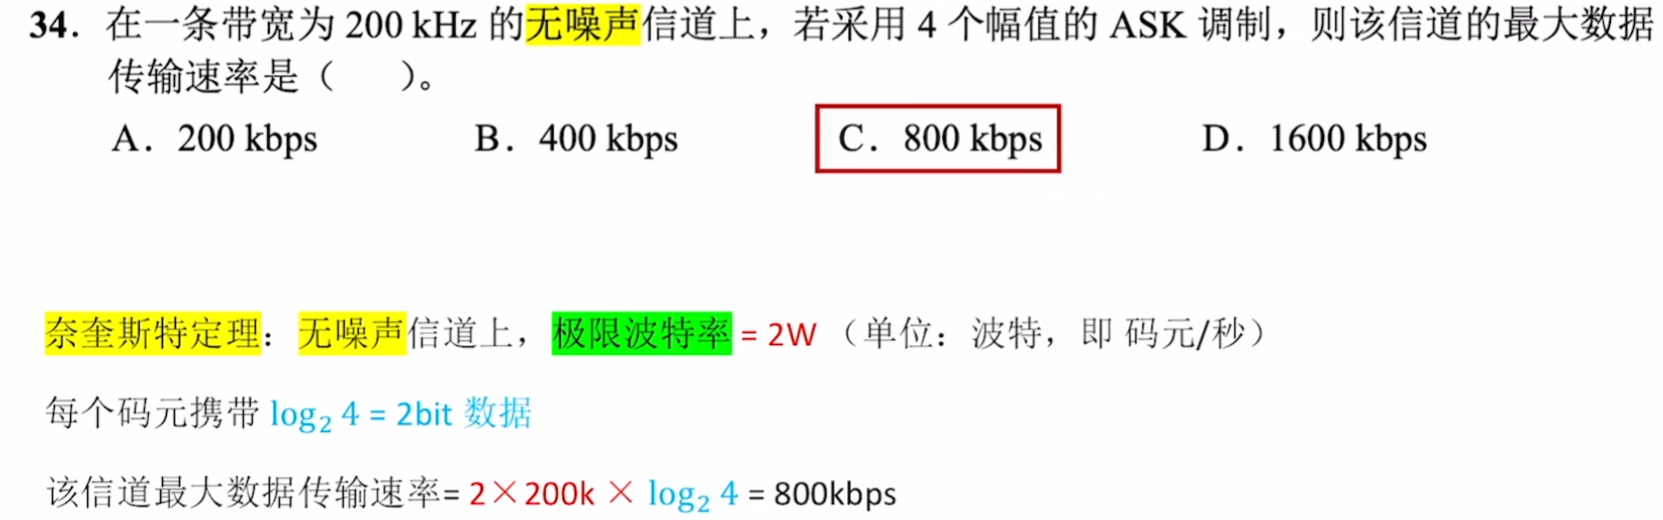 34. 在一条带宽为 200 kHz 的无噪声信道上，若采用 4 个幅值的 ASK 调制，则该信道的最大数据
传输速率是（　　）。
A. 200 kbps　B. 400 kbps　C. 800 kbps　D. 1600 kbps
奈奎斯特定理：无噪声信道上，极限波特率 = 2W （单位：波特，即 码元/秒）
每个码元携带 log₂ 4 = 2bit 数据
该信道最大数据传输速率= 2×200k × log₂ 4 = 800kbps